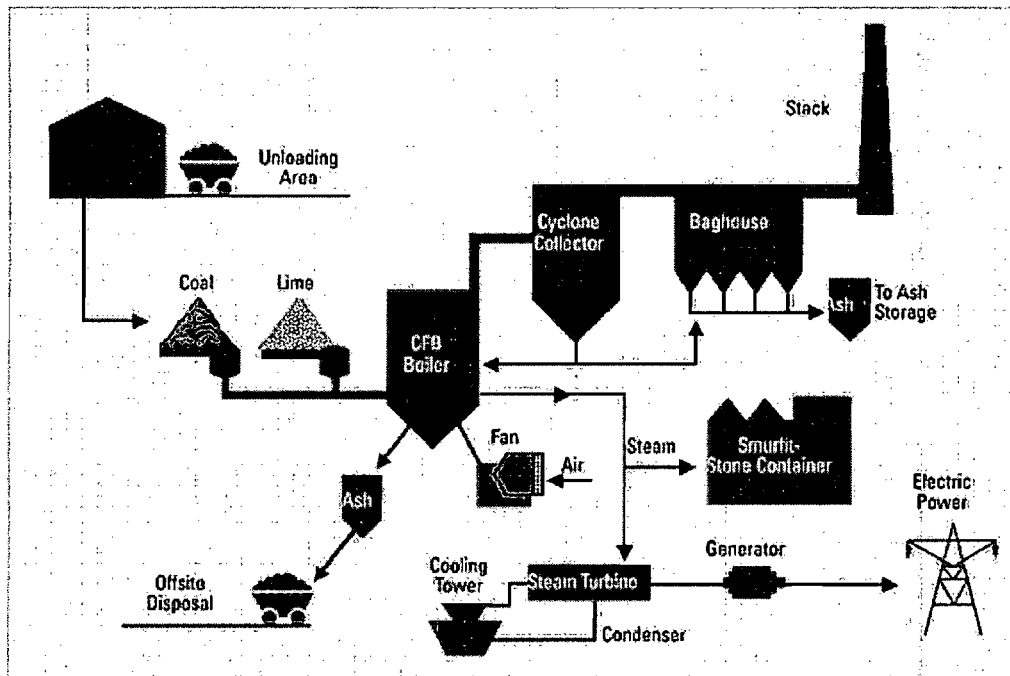 Stack
Unloading
Area
Cyclone
Collector
Baghouse
Coal
Lime
Ash
To Ash
Storage
CFB
Boiler
Fan
Air
Steam
Smurfit-
Stone Container
Electric
Power
Ash
Generator
Cooling
Tower
Steam Turbine
Offsite
Disposal
Condenser